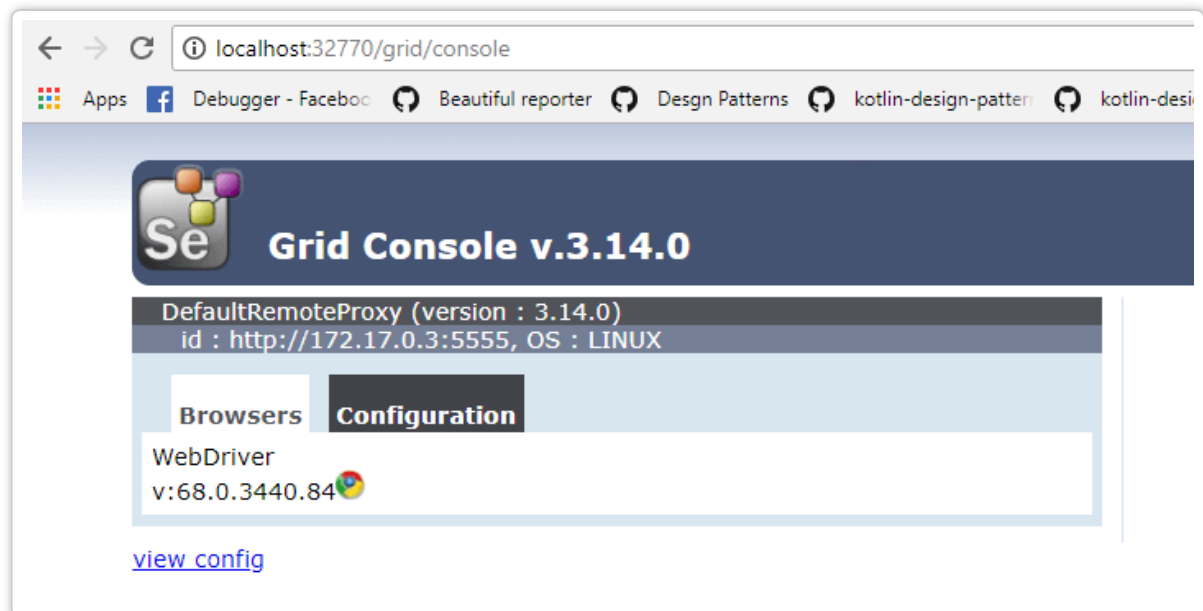 localhost:32770/grid/console
Apps Debugger - Faceboo Beautiful reporter Desgn Patterns kotlin-design-patter kotlin-desi
Se
Grid Console v.3.14.0
DefaultRemoteProxy (version : 3.14.0)
id : http://172.17.0.3:5555, OS : LINUX
Browsers Configuration
WebDriver
v:68.0.3440.84
view config